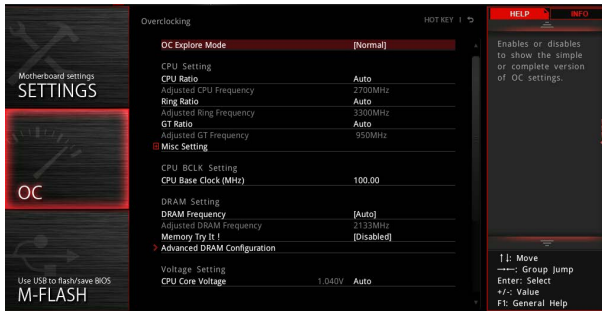 Motherboard settings
SETTINGS
OC
Use USB to flash/save BIOS
M-FLASH
Overclocking
HOT KEY
OC Explore Mode [Normal]
CPU Setting
CPU Ratio Auto
Adjusted CPU Frequency 2700MHz
Ring Ratio Auto
Adjusted Ring Frequency 3300MHz
GT Ratio Auto
Adjusted GT Frequency 950MHz
Misc Setting
CPU BCLK Setting
CPU Base Clock (MHz) 100.00
DRAM Setting
DRAM Frequency [Auto]
Adjusted DRAM Frequency 2133MHz
Memory Try It ! [Disabled]
Advanced DRAM Configuration
Voltage Setting
CPU Core Voltage 1.040V Auto
HELP INFO
Enables or disables
to show the simple
or complete version
of OC settings.
↑↓: Move
→←: Group Jump
Enter: Select
+/-: Value
F1: General Help